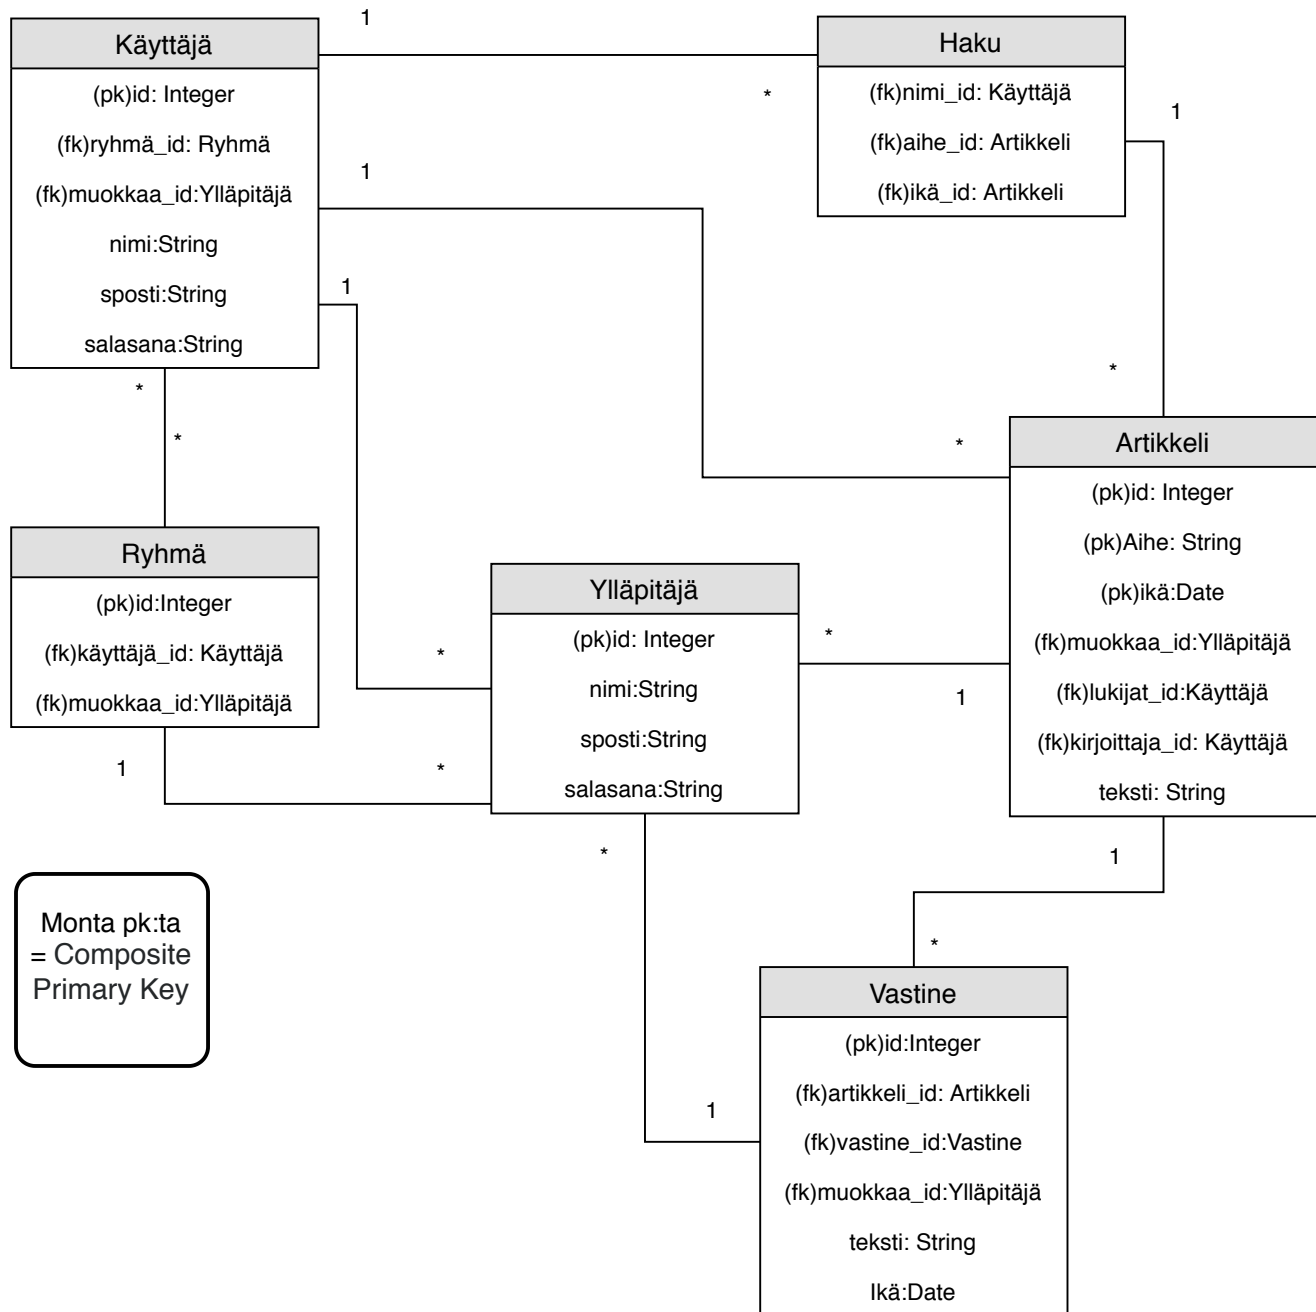 Käyttäjä
(pk)id: Integer
(fk)ryhmä_id: Ryhmä
(fk)muokkaa_id:Ylläpitäjä
nimi:String
sposti:String
salasana:String
1
*
Haku
(fk)nimi_id: Käyttäjä
(fk)aihe_id: Artikkeli
(fk)ikä_id: Artikkeli
1
*
1
*
1
*
*
*
Ryhmä
(pk)id:Integer
(fk)käyttäjä_id: Käyttäjä
(fk)muokkaa_id:Ylläpitäjä
1
*
Ylläpitäjä
(pk)id: Integer
nimi:String
sposti:String
salasana:String
*
1
Artikkeli
(pk)id: Integer
(pk)Aihe: String
(pk)ikä:Date
(fk)muokkaa_id:Ylläpitäjä
(fk)lukijat_id:Käyttäjä
(fk)kirjoittaja_id: Käyttäjä
teksti: String
*
1
1
*
Monta pk:ta
= Composite
Primary Key
Vastine
(pk)id:Integer
(fk)artikkeli_id: Artikkeli
(fk)vastine_id:Vastine
(fk)muokkaa_id:Ylläpitäjä
teksti: String
Ikä:Date